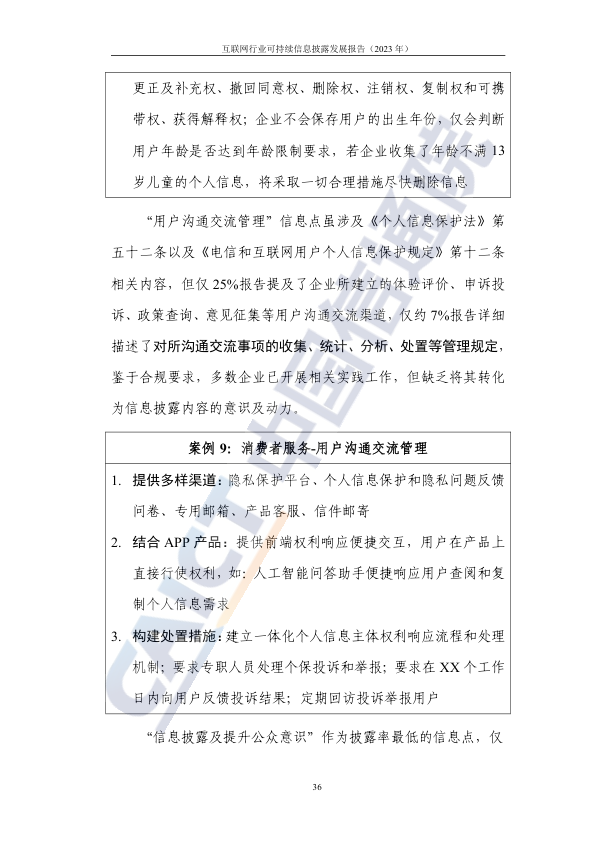 互联网行业可持续信息披露发展报告（2023 年）
更正及补充权、撤回同意权、删除权、注销权、复制权和可携
带权、获得解释权；企业不会保存用户的出生年份，仅会判断
用户年龄是否达到年龄限制要求，若企业收集了年龄不满 13
岁儿童的个人信息，将采取一切合理措施尽快删除信息
“用户沟通交流管理”信息点虽涉及《个人信息保护法》第
五十二条以及《电信和互联网用户个人信息保护规定》第十二条
相关内容，但仅 25%报告提及了企业所建立的体验评价、申诉投
诉、政策查询、意见征集等用户沟通交流渠道，仅约 7%报告详细
描述了对所沟通交流事项的收集、统计、分析、处置等管理规定，
鉴于合规要求，多数企业已开展相关实践工作，但缺乏将其转化
为信息披露内容的意识及动力。
案例 9：消费者服务-用户沟通交流管理
1. 提供多样渠道：隐私保护平台、个人信息保护和隐私问题反馈
问卷、专用邮箱、产品客服、信件邮寄
2. 结合 APP 产品：提供前端权利响应便捷交互，用户在产品上
直接行使权利，如：人工智能问答助手便捷响应用户查阅和复
制个人信息需求
3. 构建处置措施：建立一体化个人信息主体权利响应流程和处理
机制；要求专职人员处理个保投诉和举报；要求在 XX 个工作
日内向用户反馈投诉结果；定期回访投诉举报用户
“信息披露及提升公众意识”作为披露率最低的信息点，仅
36
CAICT 中国信通院